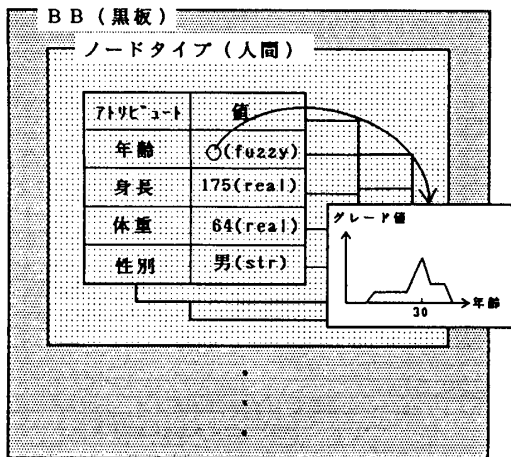 BB(黒板)
ノードタイプ(人間)
アトリビュート 値
年齢 (fuzzy)
身長 175(real)
体重 64(real)
性別 男(str)
グレード値
年齢
30